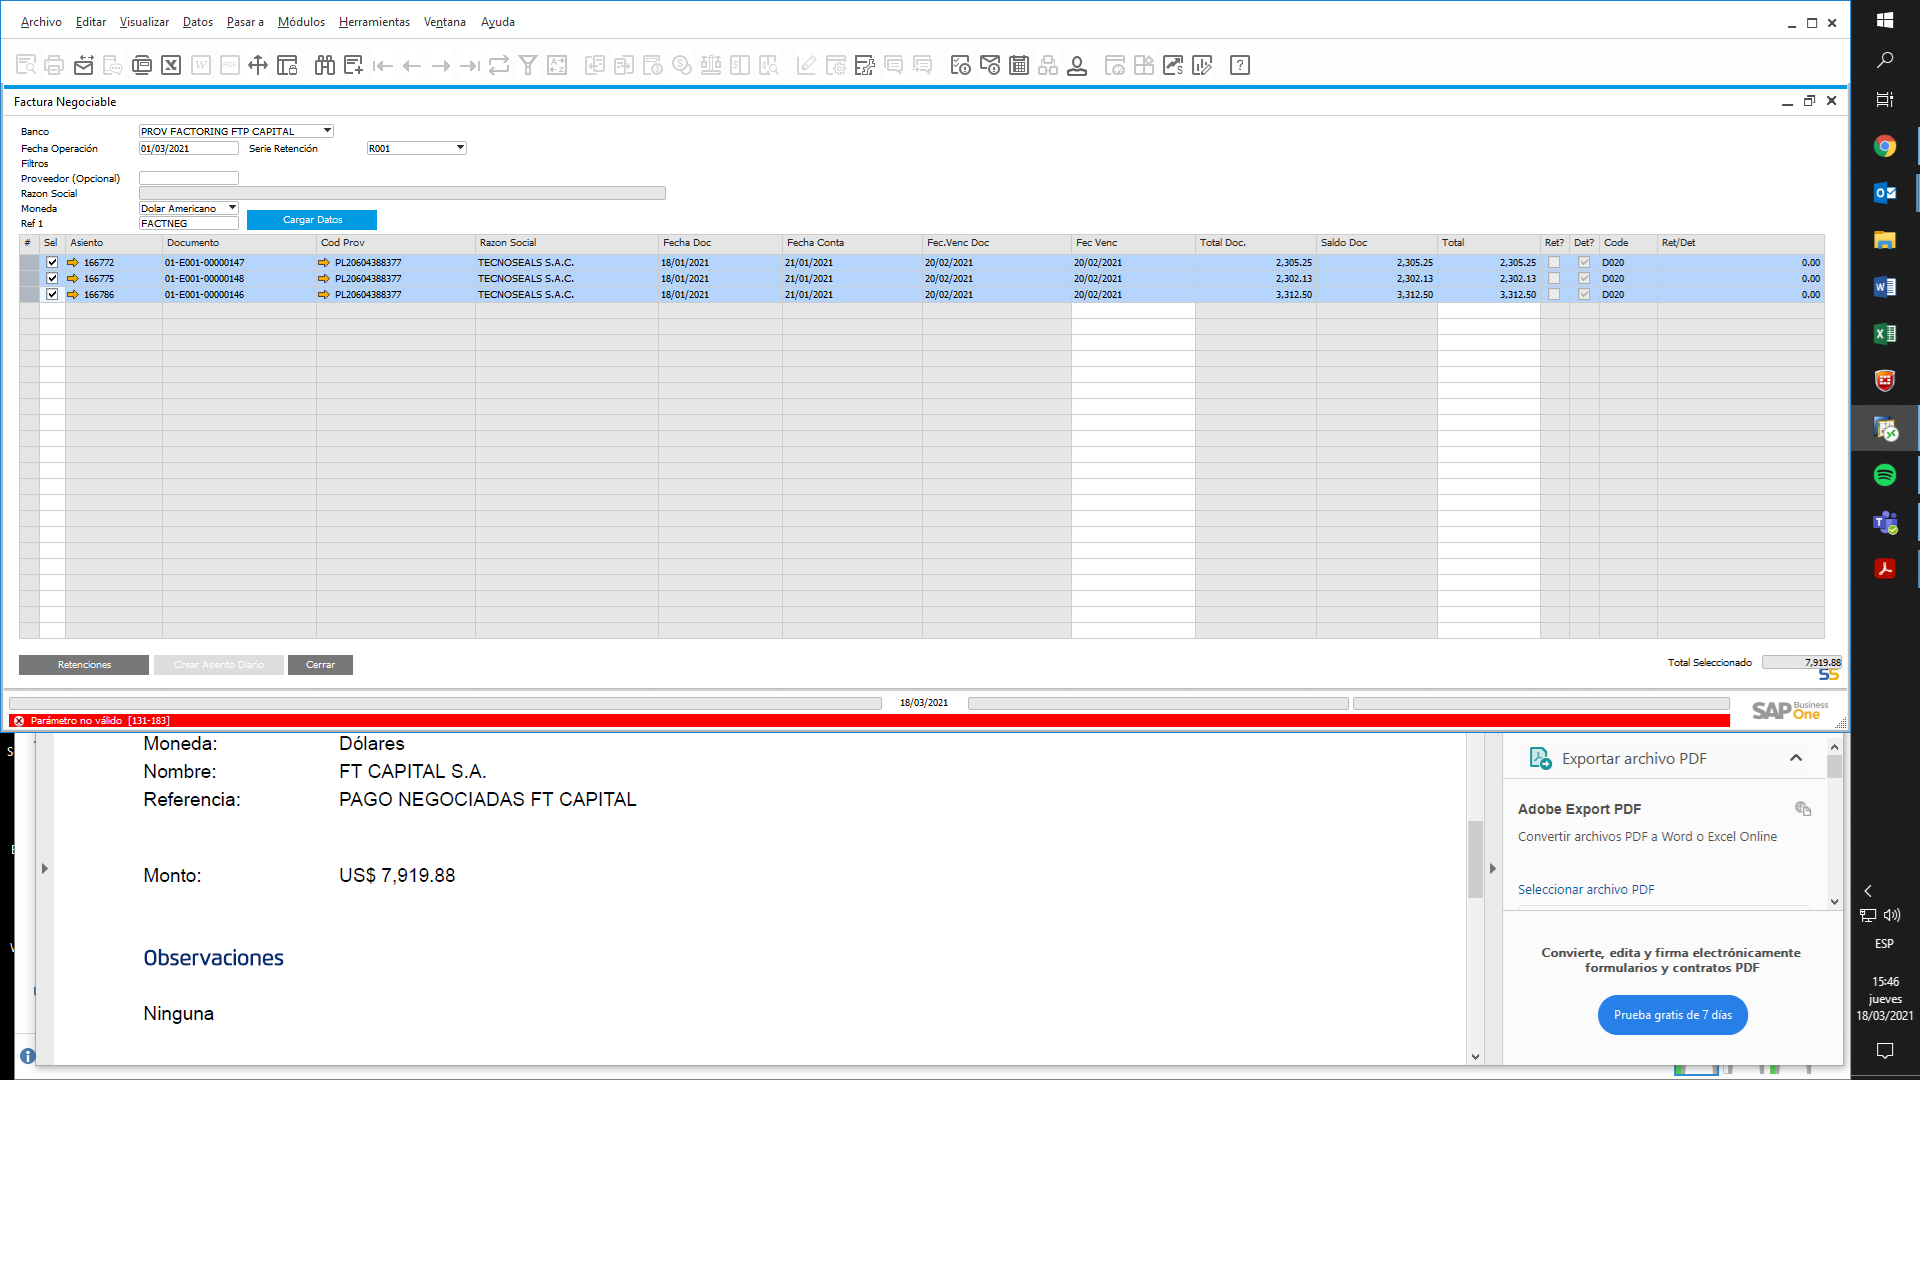 Archivo Editar Visualizar Datos Pasar a Módulos Herramientas Ventana Ayuda
Factura Negociable
Banco PROV FACTORING FTP CAPITAL
Fecha Operación 01/03/2021 Serie Retención R001
Filtros
Proveedor (Opcional)
Razon Social
Moneda Dolar Americano
Ref 1 FACTNEG Cargar Datos
# Sel Asiento Documento Cod Prov Razon Social Fecha Doc Fecha Conta Fec.Venc Doc Fec Venc Total Doc. Saldo Doc Total Ret? Det? Code Ret/Det
166772 01-E001-00000147 PL20604388377 TECNOSEALS S.A.C. 18/01/2021 21/01/2021 20/02/2021 20/02/2021 2,305.25 2,305.25 2,305.25 D020 0.00
166775 01-E001-00000148 PL20604388377 TECNOSEALS S.A.C. 18/01/2021 21/01/2021 20/02/2021 20/02/2021 2,302.13 2,302.13 2,302.13 D020 0.00
166786 01-E001-00000146 PL20604388377 TECNOSEALS S.A.C. 18/01/2021 21/01/2021 20/02/2021 20/02/2021 3,312.50 3,312.50 3,312.50 D020 0.00
Retenciones Crear Asiento Diario Cerrar Total Seleccionado 7,919.88
18/03/2021
Parámetro no válido [131-183]
SAP Business One
Moneda: Dólares
Nombre: FT CAPITAL S.A.
Referencia: PAGO NEGOCIADAS FT CAPITAL
Monto: US$ 7,919.88
Observaciones
Ninguna
Exportar archivo PDF
Adobe Export PDF
Convertir archivos PDF a Word o Excel Online
Seleccionar archivo PDF
Convierte, edita y firma electrónicamente
formularios y contratos PDF
Prueba gratis de 7 días
ESP
15:46
jueves
18/03/2021